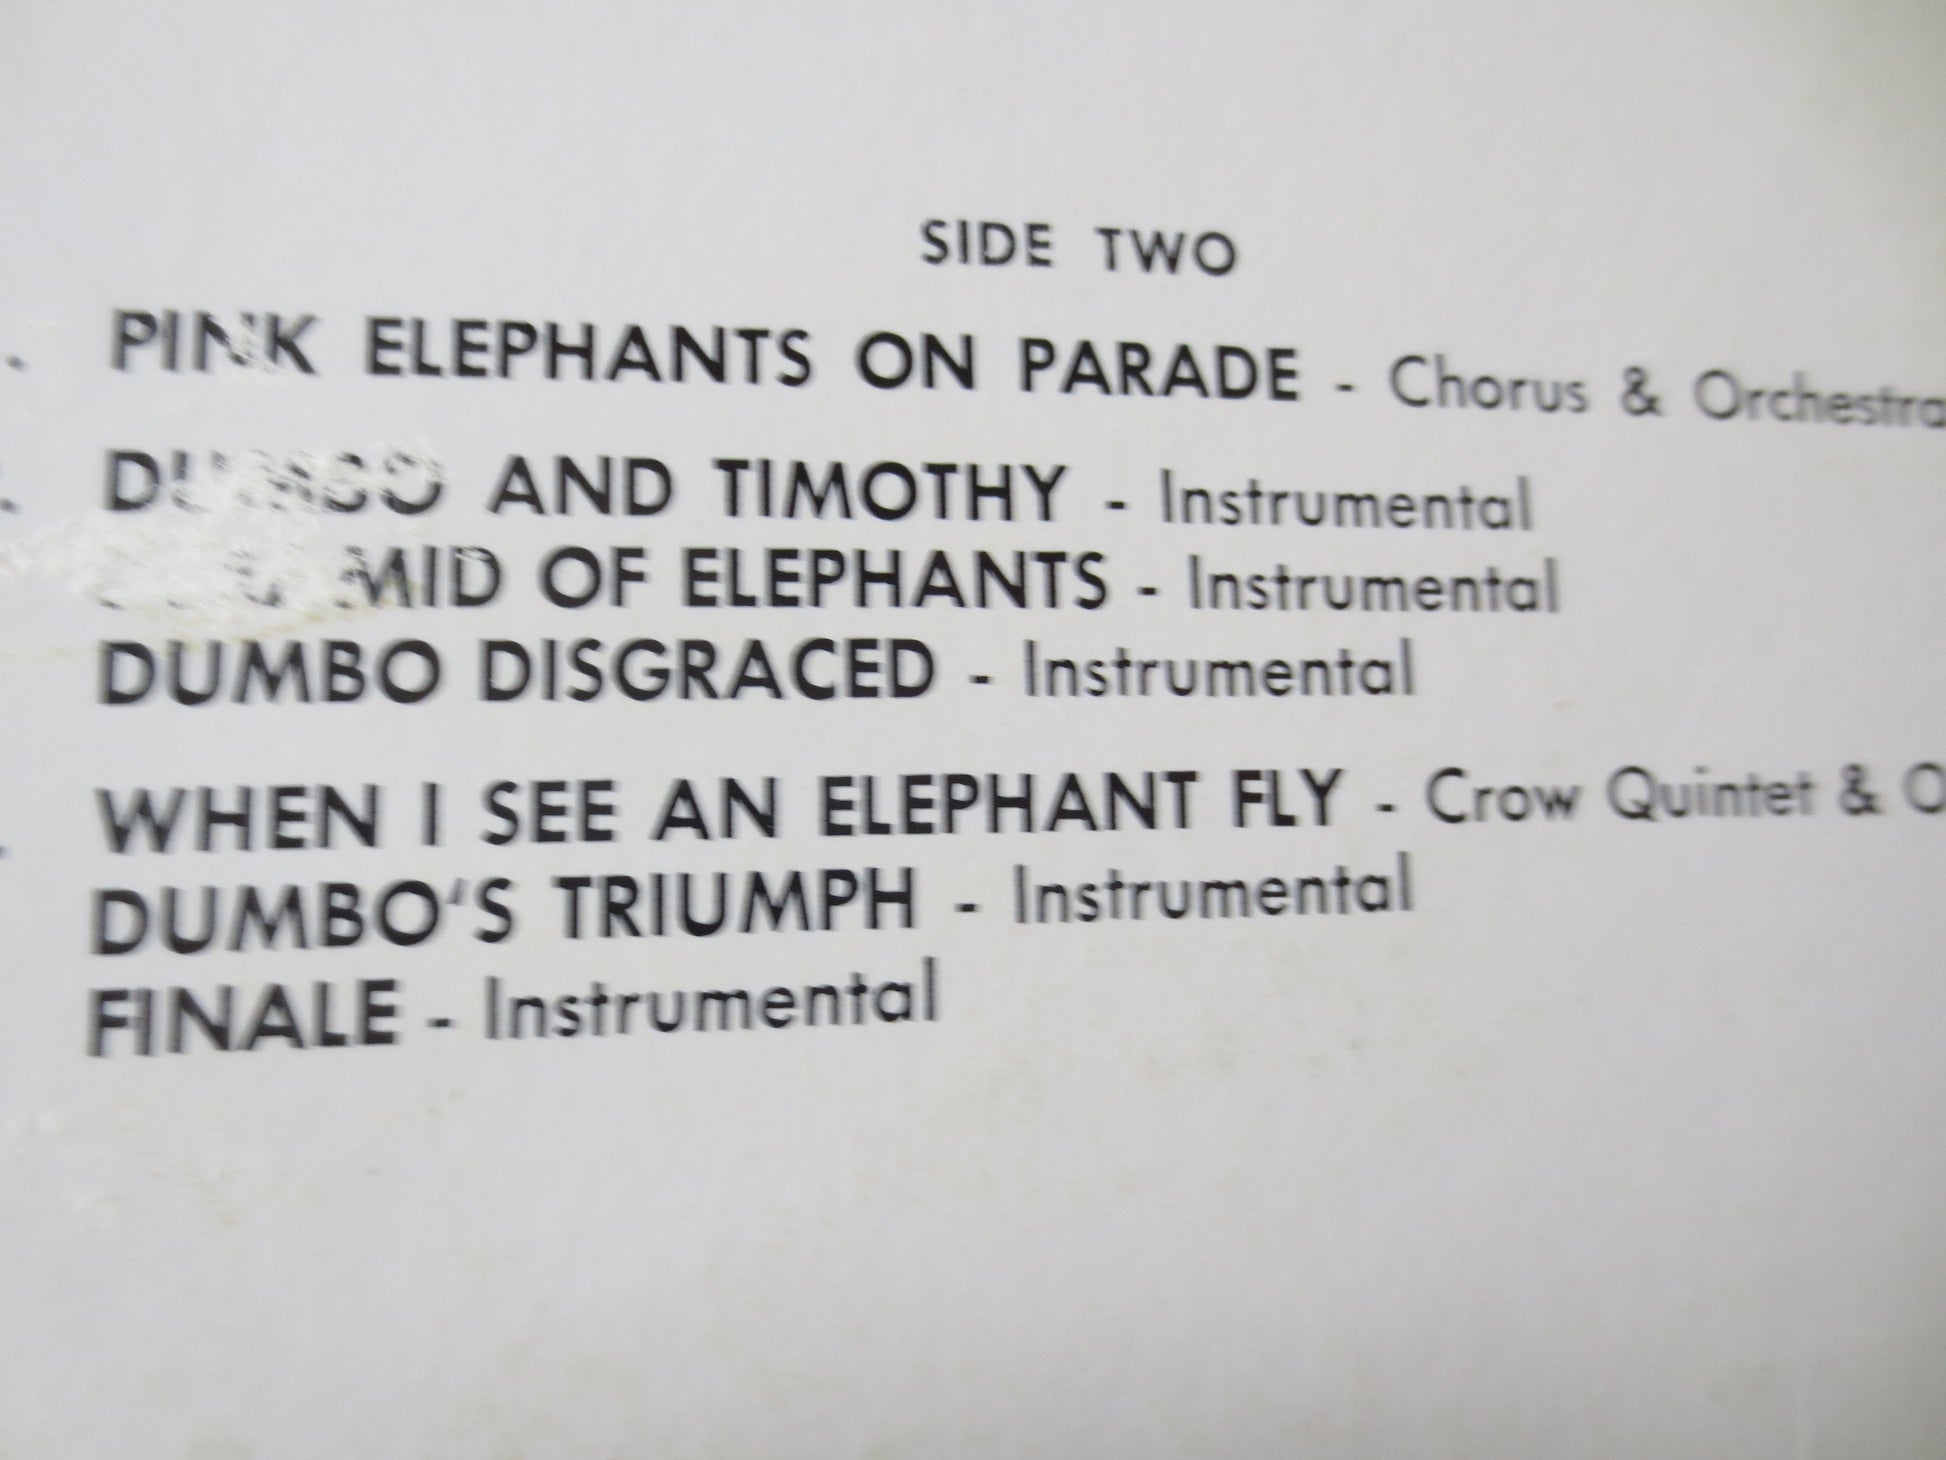 SIDE TWO
. PINK ELEPHANTS ON PARADE - Chorus & Orchestra
. DUMBO AND TIMOTHY - Instrumental
OF ELEPHANTS - Instrumental
DUMBO DISGRACED - Instrumental
. WHEN I SEE AN ELEPHANT FLY - Crow Quintet & O
DUMBO'S TRIUMPH - Instrumental
FINALE - Instrumental